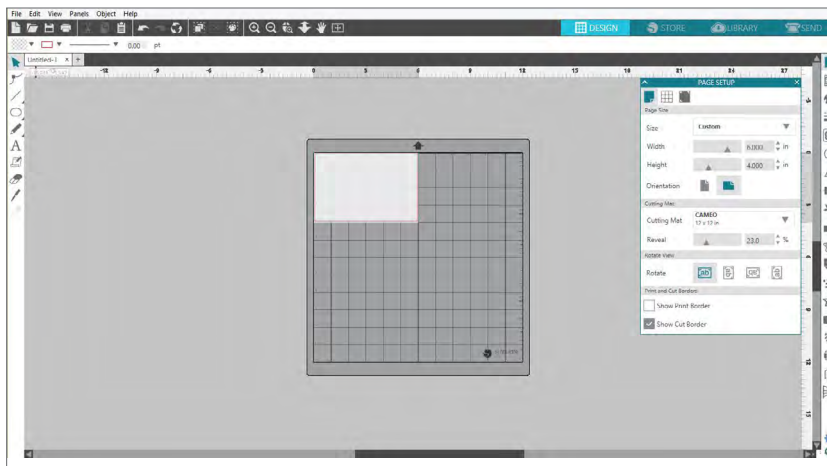 File Edit View Panels Object Help
DESIGN STORE LIBRARY SEND
0.00 pt
Untitled-1 × +
PAGE SETUP
Page Size
Size Custom
Width 6.000 in
Height 4.000 in
Orientation
Cutting Mat
Cutting Mat CAMEO
12 x 12 in
Reveal 23.0 %
Rotate View
Rotate
Print and Cut Borders
Show Print Border
Show Cut Border